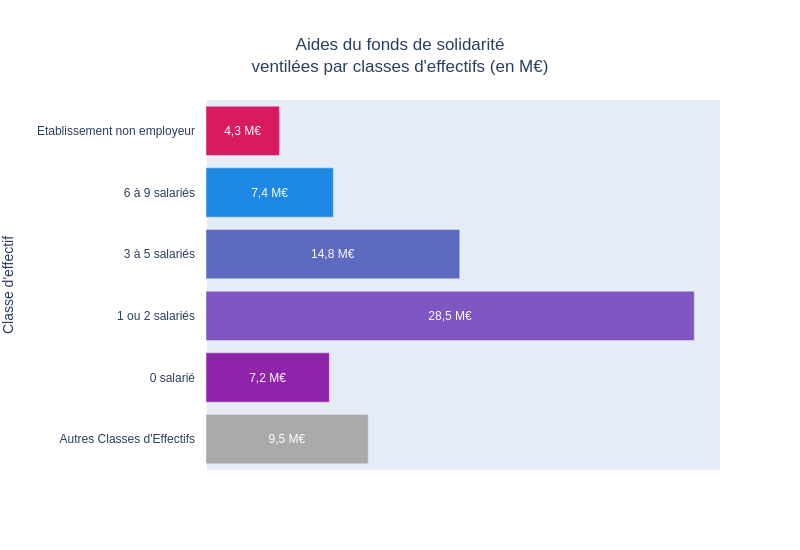 Aides du fonds de solidarité
ventilées par classes d'effectifs (en M€)
Classe d'effectif
Etablissement non employeur
4,3 M€
6 à 9 salariés
7,4 M€
3 à 5 salariés
14,8 M€
1 ou 2 salariés
28,5 M€
0 salarié
7,2 M€
Autres Classes d'Effectifs
9,5 M€